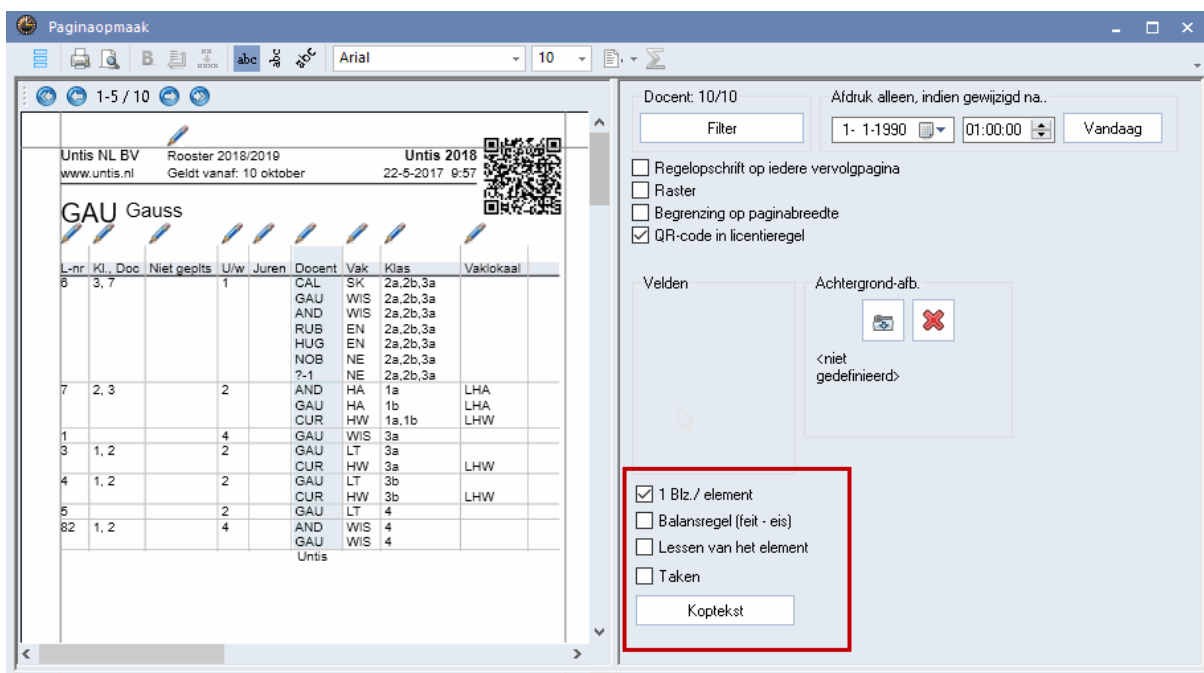 Paginaopmaak
B abc abc abc Arial 10
1-5 / 10
Untis NL BV Rooster 2018/2019 Untis 2018
www.untis.nl Geldt vanaf: 10 oktober 22-5-2017 9:57
GAU Gauss
L-nr Kl., Doc Niet geplts U/w Juren Docent Vak Klas Vaklokaal
6 3, 7 1 CAL SK 2a,2b,3a
GAU WIS 2a,2b,3a
AND WIS 2a,2b,3a
RUB EN 2a,2b,3a
HUG EN 2a,2b,3a
NOB NE 2a,2b,3a
?-1 NE 2a,2b,3a
7 2, 3 2 AND HA 1a LHA
GAU HA 1b LHA
CUR HW 1a,1b LHW
1 4 GAU WIS 3a
3 1, 2 2 GAU LT 3a
CUR HW 3a LHW
4 1, 2 2 GAU LT 3b
CUR HW 3b LHW
5 2 GAU LT 4
82 1, 2 4 AND WIS 4
GAU WIS 4
Untis
Docent: 10/10 Afdruk alleen, indien gewijzigd na..
Filter 1- 1-1990 01:00:00 Vandaag
Regelopschrift op iedere vervolgpagina
Raster
Begrenzing op paginabreedte
QR-code in licentieregel
Velden Achtergrond-afb.
<niet
gedefinieerd>
1 Blz./ element
Balansregel (feit - eis)
Lessen van het element
Taken
Koptekst